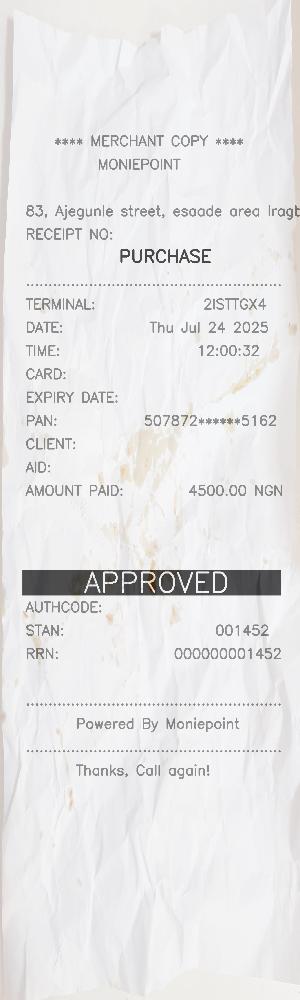 **** MERCHANT COPY ****
MONIEPOINT
83, Ajegunle street, esaade area Iragb
RECEIPT NO:
PURCHASE
TERMINAL: 2ISTTGX4
DATE: Thu Jul 24 2025
TIME: 12:00:32
CARD:
EXPIRY DATE:
PAN: 507872******5162
CLIENT:
AID:
AMOUNT PAID: 4500.00 NGN
APPROVED
AUTHCODE:
STAN: 001452
RRN: 000000001452
Powered By Moniepoint
Thanks, Call again!